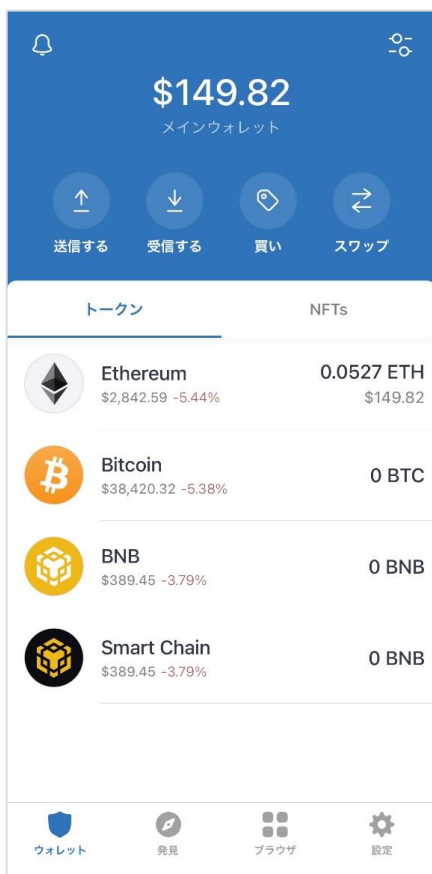 $149.82
メインウォレット
送信する 受信する 買い スワップ
トークン NFTs
Ethereum 0.0527 ETH
$2,842.59 -5.44% $149.82
Bitcoin
$38,420.32 -5.38% 0 BTC
BNB
$389.45 -3.79% 0 BNB
Smart Chain
$389.45 -3.79% 0 BNB
ウォレット 発見 ブラウザ 設定